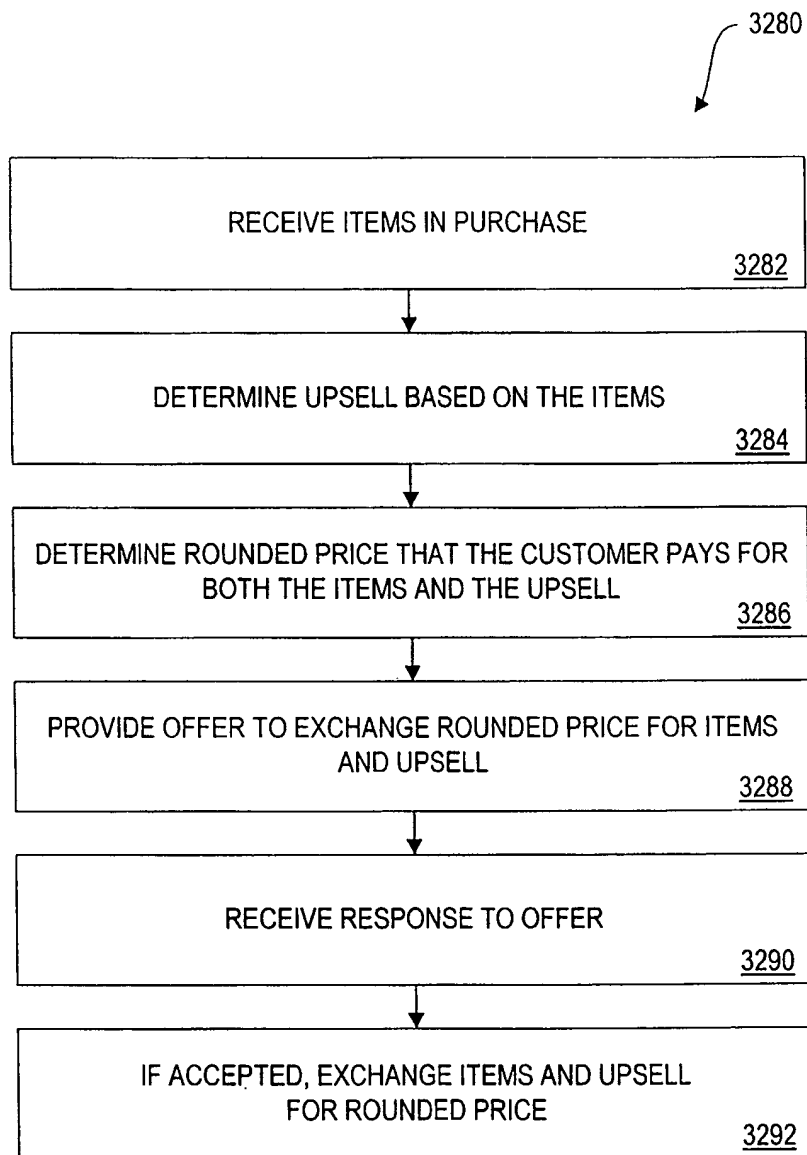 3280
RECEIVE ITEMS IN PURCHASE
3282
DETERMINE UPSELL BASED ON THE ITEMS
3284
DETERMINE ROUNDED PRICE THAT THE CUSTOMER PAYS FOR
BOTH THE ITEMS AND THE UPSELL
3286
PROVIDE OFFER TO EXCHANGE ROUNDED PRICE FOR ITEMS
AND UPSELL
3288
RECEIVE RESPONSE TO OFFER
3290
IF ACCEPTED, EXCHANGE ITEMS AND UPSELL
FOR ROUNDED PRICE
3292